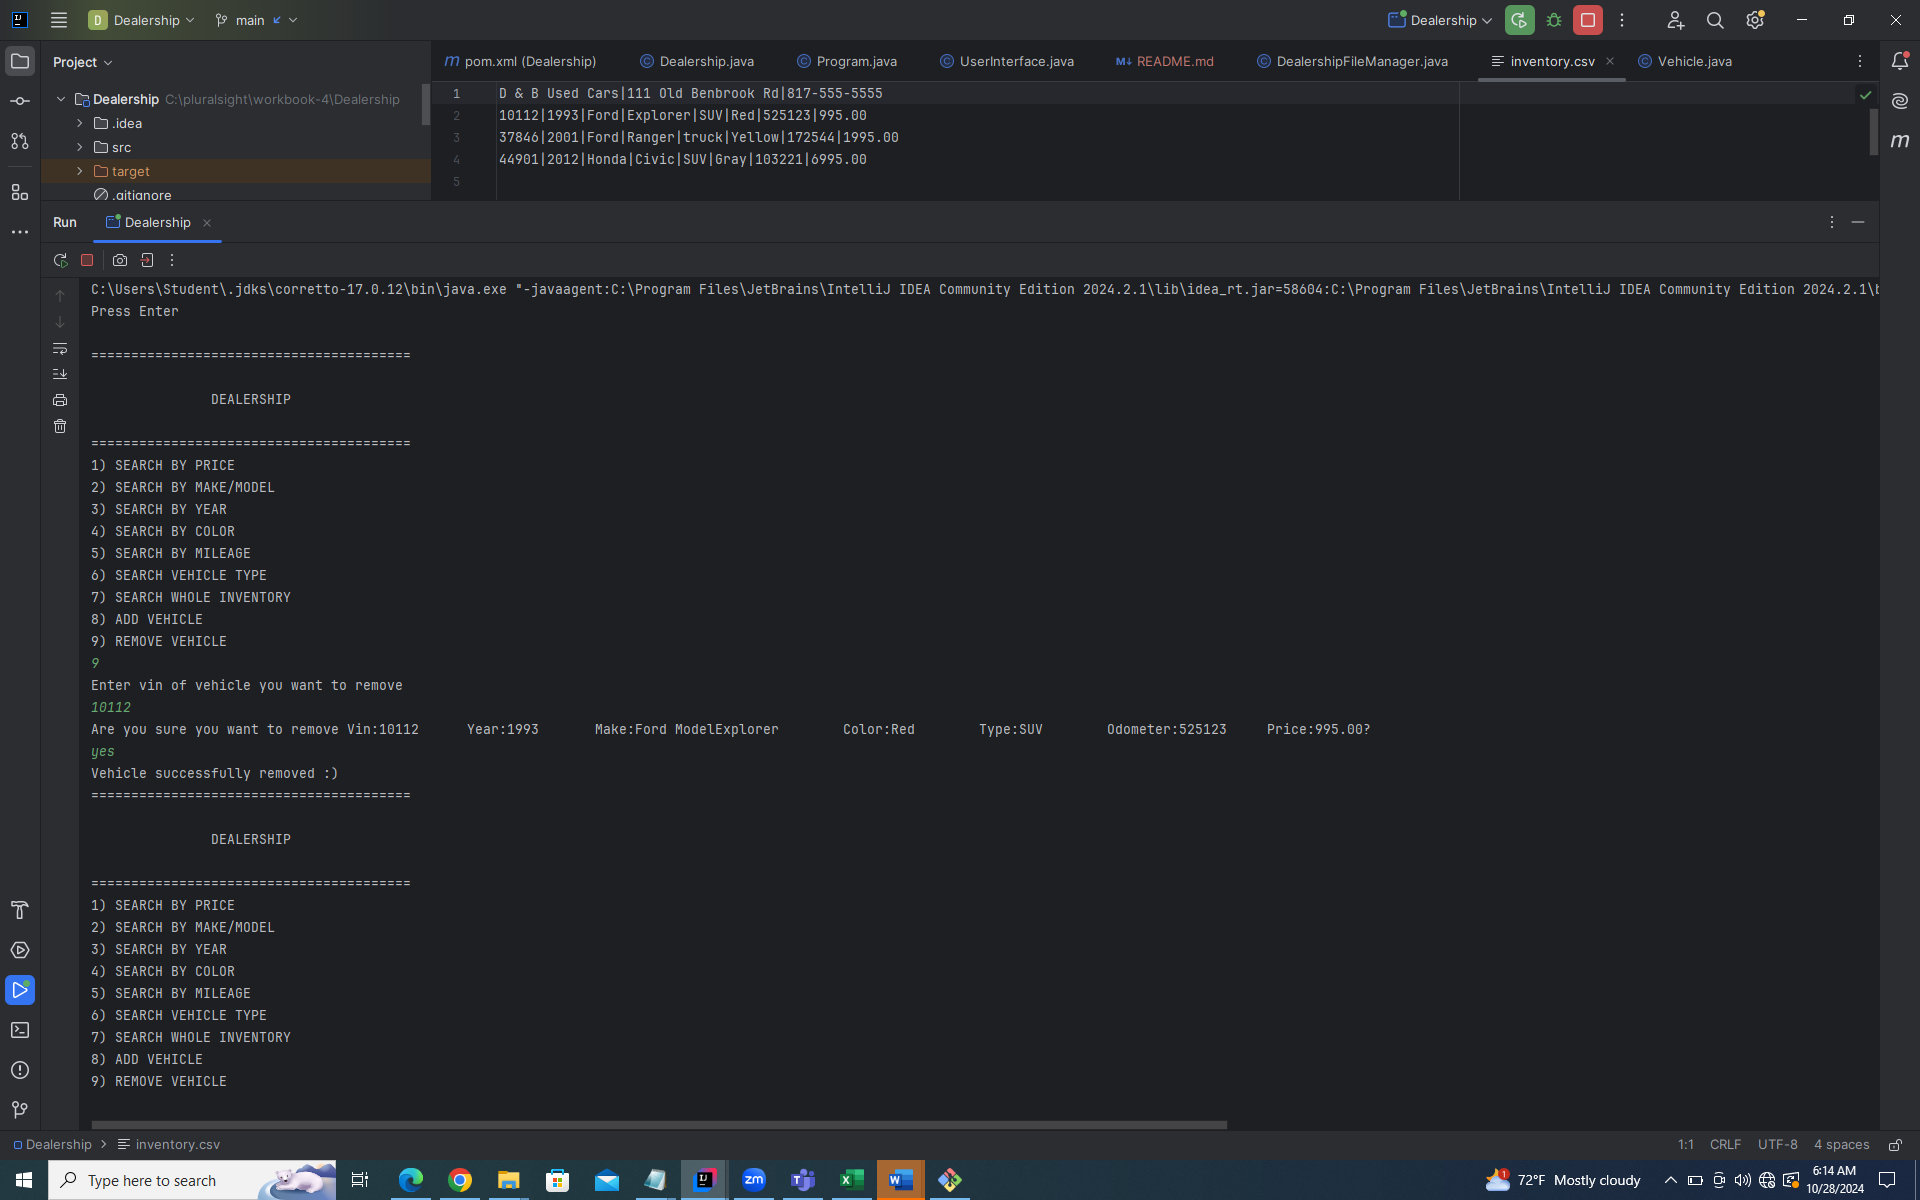 D Dealership main Dealership
Project
pom.xml (Dealership) Dealership.java Program.java UserInterface.java README.md DealershipFileManager.java inventory.csv Vehicle.java
Dealership C:\pluralsight\workbook-4\Dealership
.idea
src
target
.gitignore
1 D & B Used Cars|111 Old Benbrook Rd|817-555-5555
2 10112|1993|Ford|Explorer|SUV|Red|525123|995.00
3 37846|2001|Ford|Ranger|truck|Yellow|172544|1995.00
4 44901|2012|Honda|Civic|SUV|Gray|103221|6995.00
5
Run Dealership
C:\Users\Student\.jdks\corretto-17.0.12\bin\java.exe "-javaagent:C:\Program Files\JetBrains\IntelliJ IDEA Community Edition 2024.2.1\lib\idea_rt.jar=58604:C:\Program Files\JetBrains\IntelliJ IDEA Community Edition 2024.2.1\b
Press Enter
========================================
DEALERSHIP
========================================
1) SEARCH BY PRICE
2) SEARCH BY MAKE/MODEL
3) SEARCH BY YEAR
4) SEARCH BY COLOR
5) SEARCH BY MILEAGE
6) SEARCH VEHICLE TYPE
7) SEARCH WHOLE INVENTORY
8) ADD VEHICLE
9) REMOVE VEHICLE
9
Enter vin of vehicle you want to remove
10112
Are you sure you want to remove Vin:10112 Year:1993 Make:Ford ModelExplorer Color:Red Type:SUV Odometer:525123 Price:995.00?
yes
Vehicle successfully removed :)
========================================
DEALERSHIP
========================================
1) SEARCH BY PRICE
2) SEARCH BY MAKE/MODEL
3) SEARCH BY YEAR
4) SEARCH BY COLOR
5) SEARCH BY MILEAGE
6) SEARCH VEHICLE TYPE
7) SEARCH WHOLE INVENTORY
8) ADD VEHICLE
9) REMOVE VEHICLE
Dealership > inventory.csv 1:1 CRLF UTF-8 4 spaces
Type here to search 72°F Mostly cloudy 6:14 AM
10/28/2024